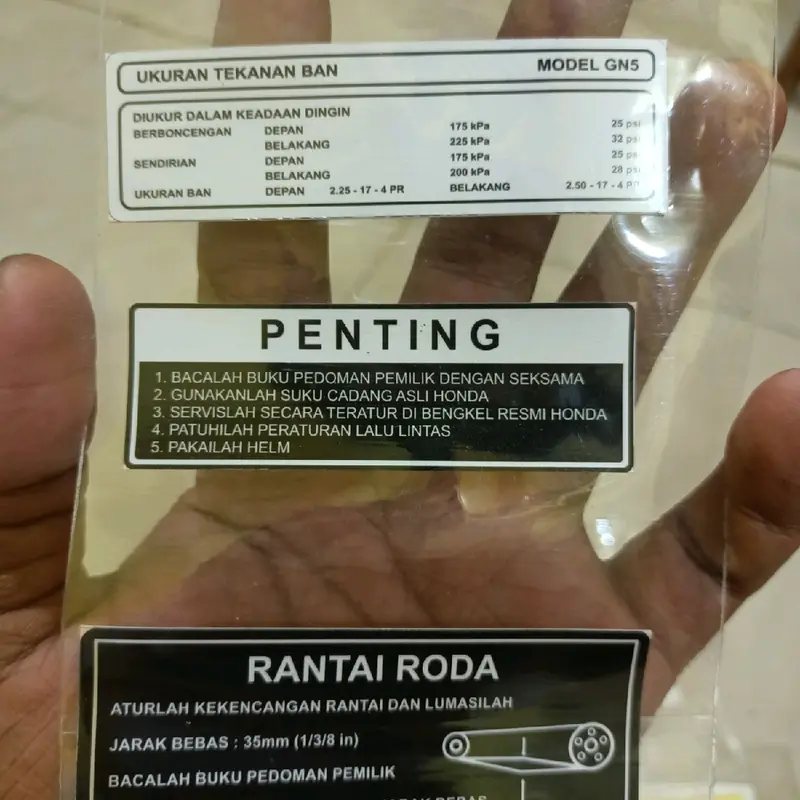 UKURAN TEKANAN BAN MODEL GN5
DIUKUR DALAM KEADAAN DINGIN
BERBONCENGAN DEPAN 175 kPa 25 psi
BELAKANG 225 kPa 32 psi
SENDIRIAN DEPAN 175 kPa 25 psi
BELAKANG 200 kPa 28 psi
UKURAN BAN DEPAN 2.25 - 17 - 4 PR BELAKANG 2.50 - 17 - 4 PR
PENTING
1. BACALAH BUKU PEDOMAN PEMILIK DENGAN SEKSAMA
2. GUNAKANLAH SUKU CADANG ASLI HONDA
3. SERVISLAH SECARA TERATUR DI BENGKEL RESMI HONDA
4. PATUHILAH PERATURAN LALU LINTAS
5. PAKAILAH HELM
RANTAI RODA
ATURLAH KEKENCANGAN RANTAI DAN LUMASILAH
JARAK BEBAS : 35mm (1/3/8 in)
BACALAH BUKU PEDOMAN PEMILIK
JARAK BEBAS